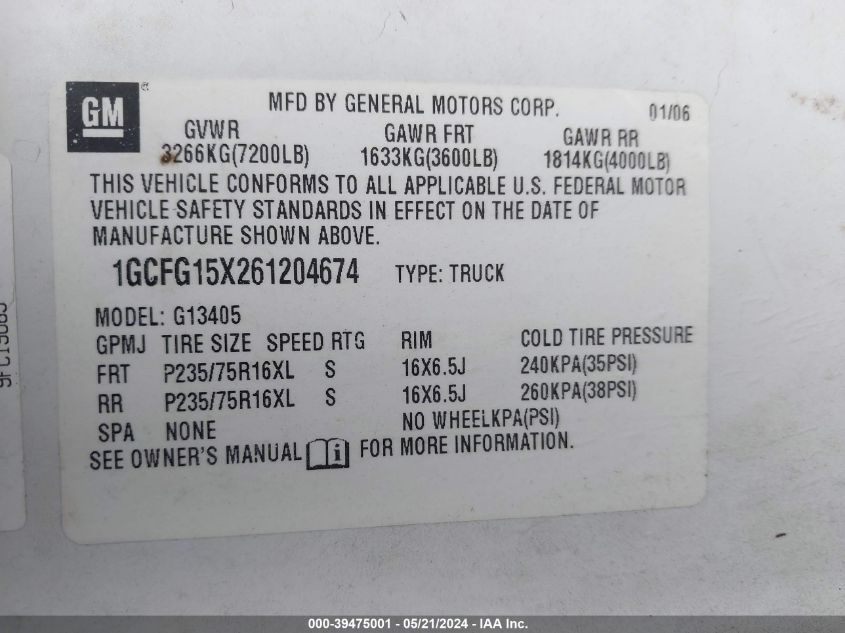 GM ®
MFD BY GENERAL MOTORS CORP. 01/06
GVWR GAWR FRT GAWR RR
3266KG(7200LB) 1633KG(3600LB) 1814KG(4000LB)
THIS VEHICLE CONFORMS TO ALL APPLICABLE U.S. FEDERAL MOTOR
VEHICLE SAFETY STANDARDS IN EFFECT ON THE DATE OF
MANUFACTURE SHOWN ABOVE.
1GCFG15X261204674 TYPE: TRUCK
MODEL: G13405
GPMJ TIRE SIZE SPEED RTG RIM COLD TIRE PRESSURE
FRT P235/75R16XL S 16X6.5J 240KPA(35PSI)
RR P235/75R16XL S 16X6.5J 260KPA(38PSI)
SPA NONE NO WHEELKPA(PSI)
SEE OWNER'S MANUAL i FOR MORE INFORMATION.
000-39475001 - 05/21/2024 - IAA Inc.